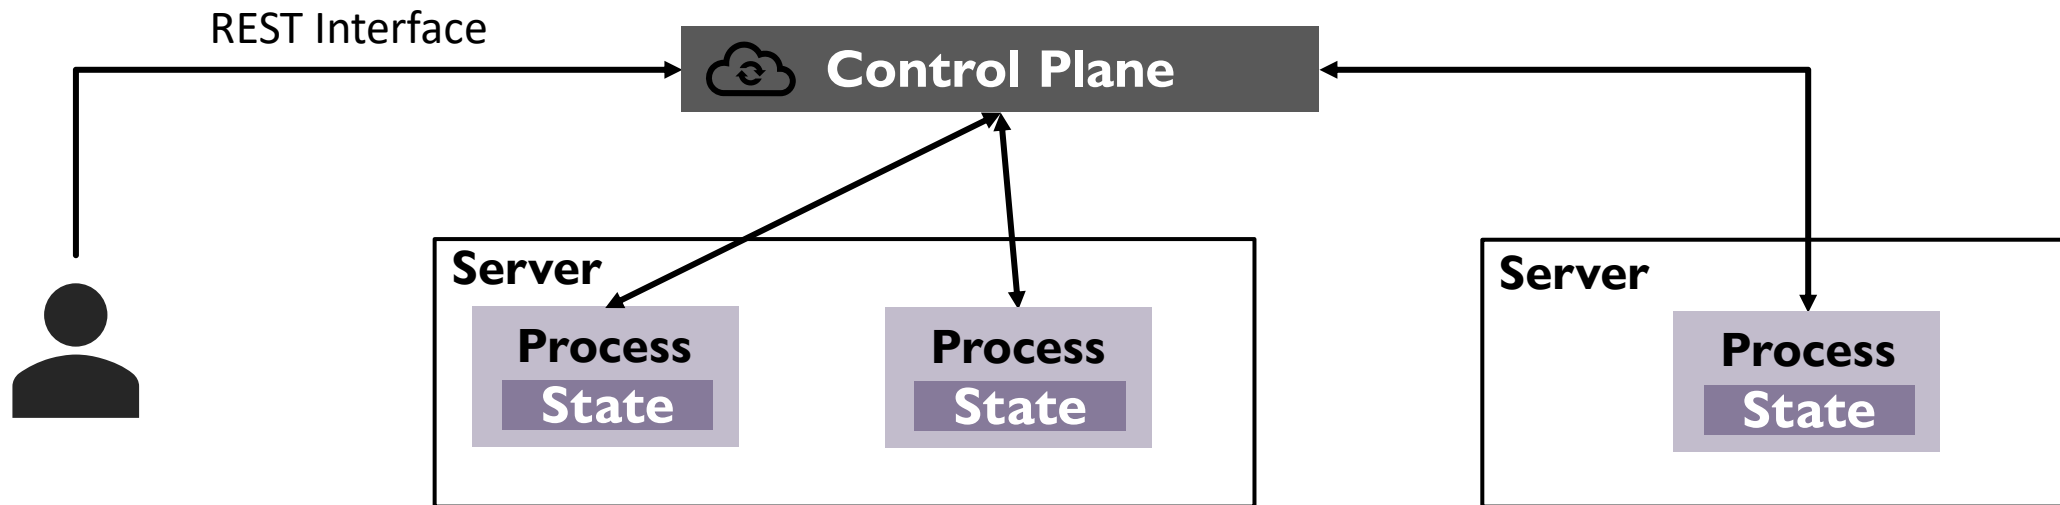 REST Interface
Control Plane
Server
Process
State
Process
State
Server
Process
State